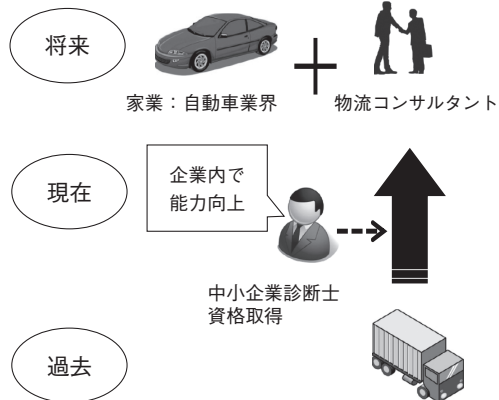 将来
家業：自動車業界
物流コンサルタント
現在
企業内で
能力向上
中小企業診断士
資格取得
過去